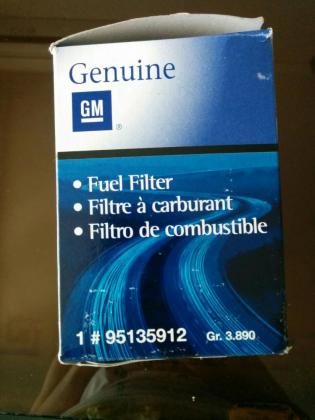 Genuine
GM
®
• Fuel Filter
• Filtre à carburant
• Filtro de combustible
1 # 95135912 Gr. 3.890